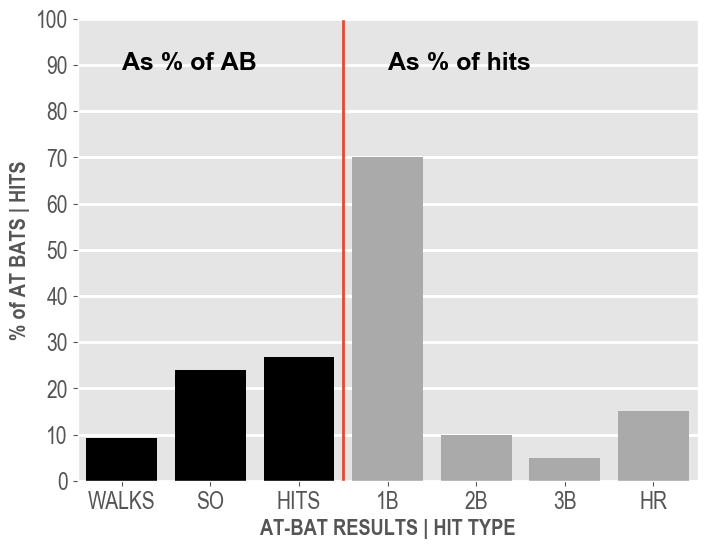 As % of AB
As % of hits
% of AT BATS | HITS
100
90
80
70
60
50
40
30
20
10
0
WALKS SO HITS 1B 2B 3B HR
AT-BAT RESULTS | HIT TYPE